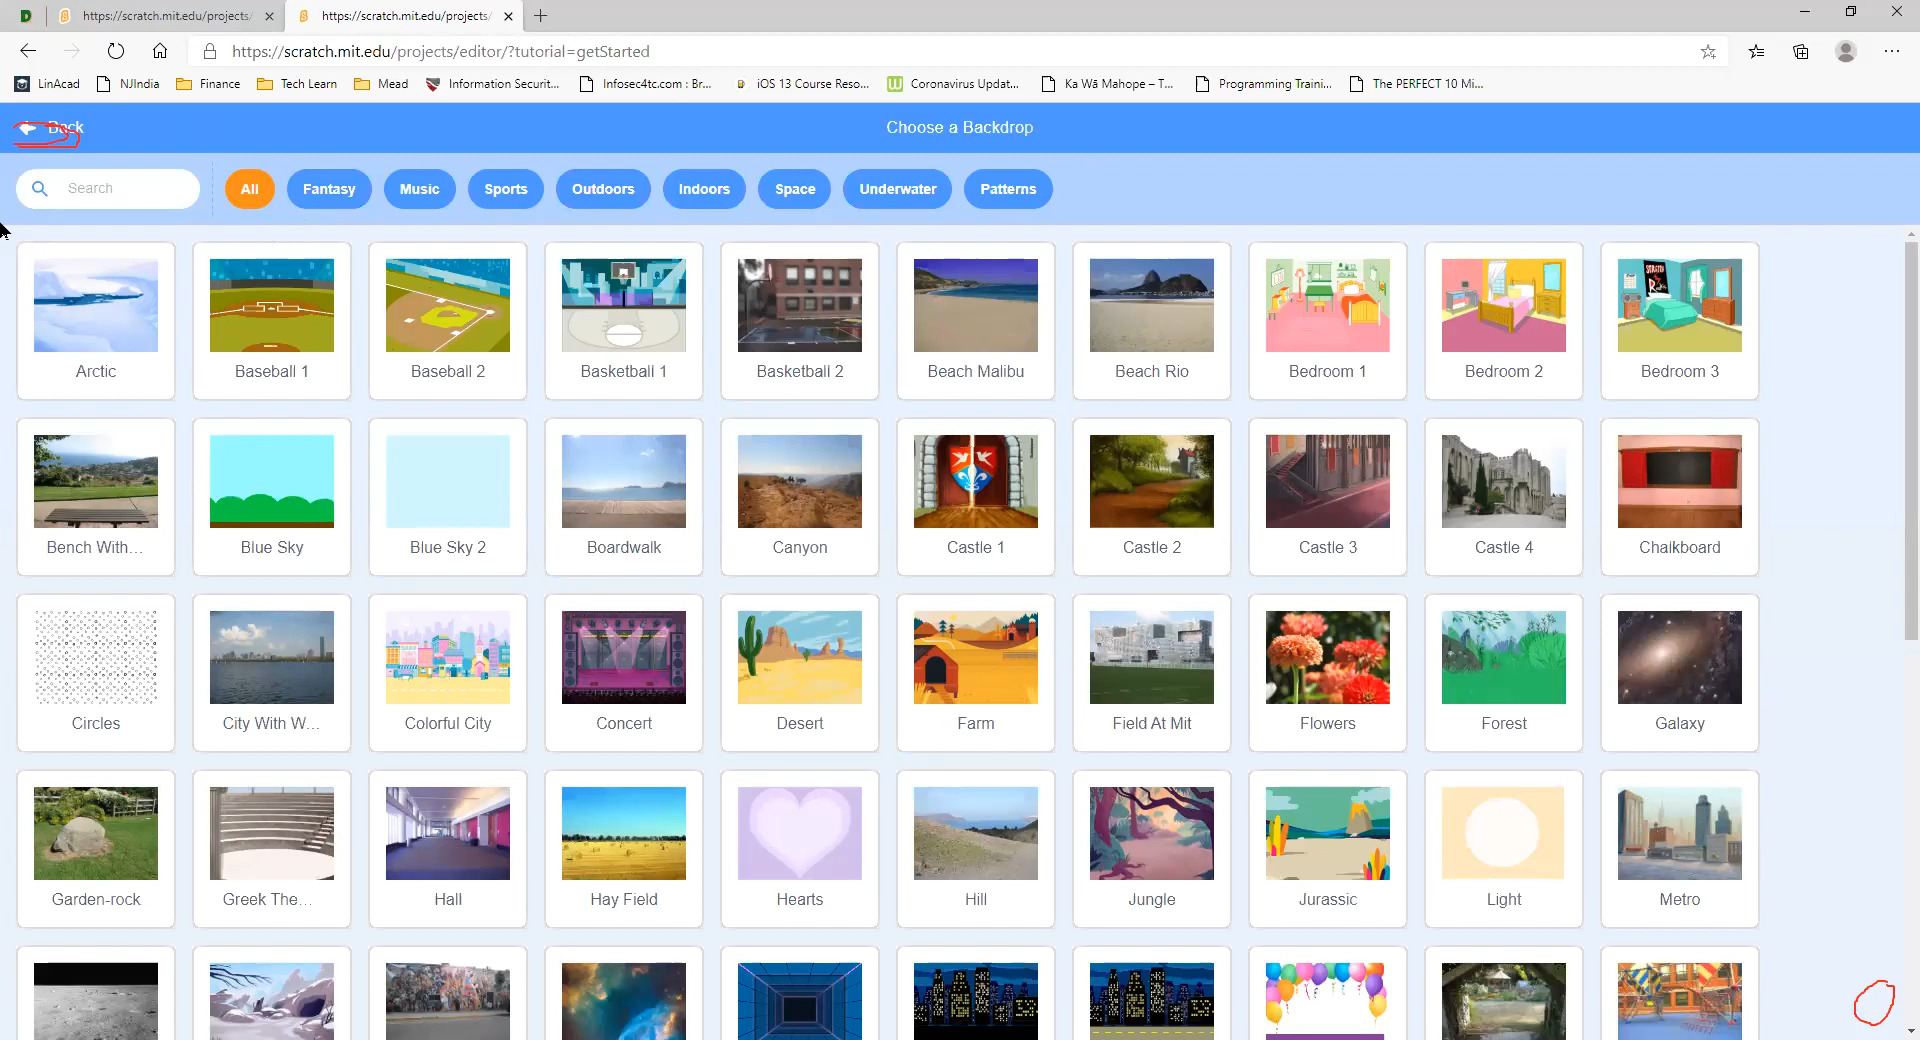 https://scratch.mit.edu/projects/
https://scratch.mit.edu/projects/
https://scratch.mit.edu/projects/editor/?tutorial=getStarted
LinAcad NJIndia Finance Tech Learn Mead Information Securit... Infosec4tc.com : Br... iOS 13 Course Reso... Coronavirus Updat... Ka Wā Mahope – T... Programming Traini... The PERFECT 10 Mi...
Back Choose a Backdrop
Search All Fantasy Music Sports Outdoors Indoors Space Underwater Patterns
Arctic Baseball 1 Baseball 2 Basketball 1 Basketball 2 Beach Malibu Beach Rio Bedroom 1 Bedroom 2 Bedroom 3
Bench With... Blue Sky Blue Sky 2 Boardwalk Canyon Castle 1 Castle 2 Castle 3 Castle 4 Chalkboard
Circles City With W... Colorful City Concert Desert Farm Field At Mit Flowers Forest Galaxy
Garden-rock Greek The... Hall Hay Field Hearts Hill Jungle Jurassic Light Metro